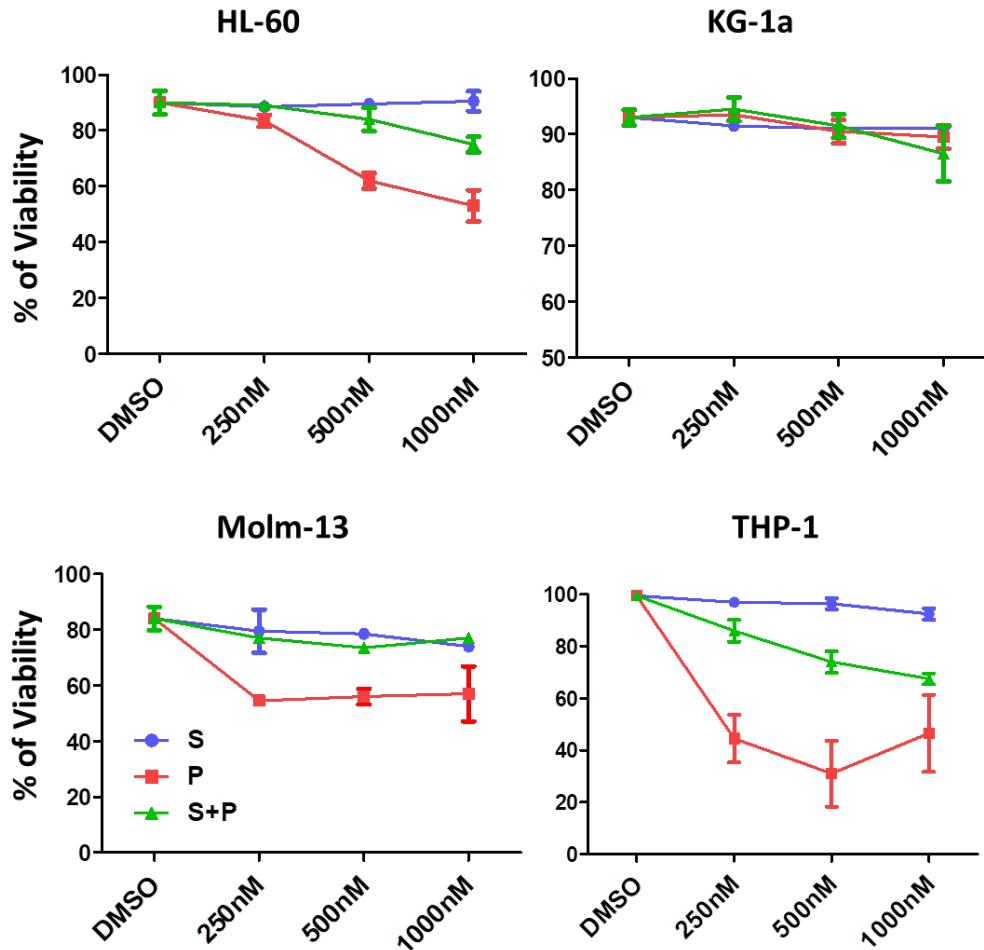 HL-60
% of Viability
100
80
60
40
20
0
DMSO
250nM
500nM
1000nM
KG-1a
100
90
80
70
60
50
DMSO
250nM
500nM
1000nM
Molm-13
% of Viability
100
80
60
40
20
0
S
P
S+P
DMSO
250nM
500nM
1000nM
THP-1
100
80
60
40
20
0
DMSO
250nM
500nM
1000nM